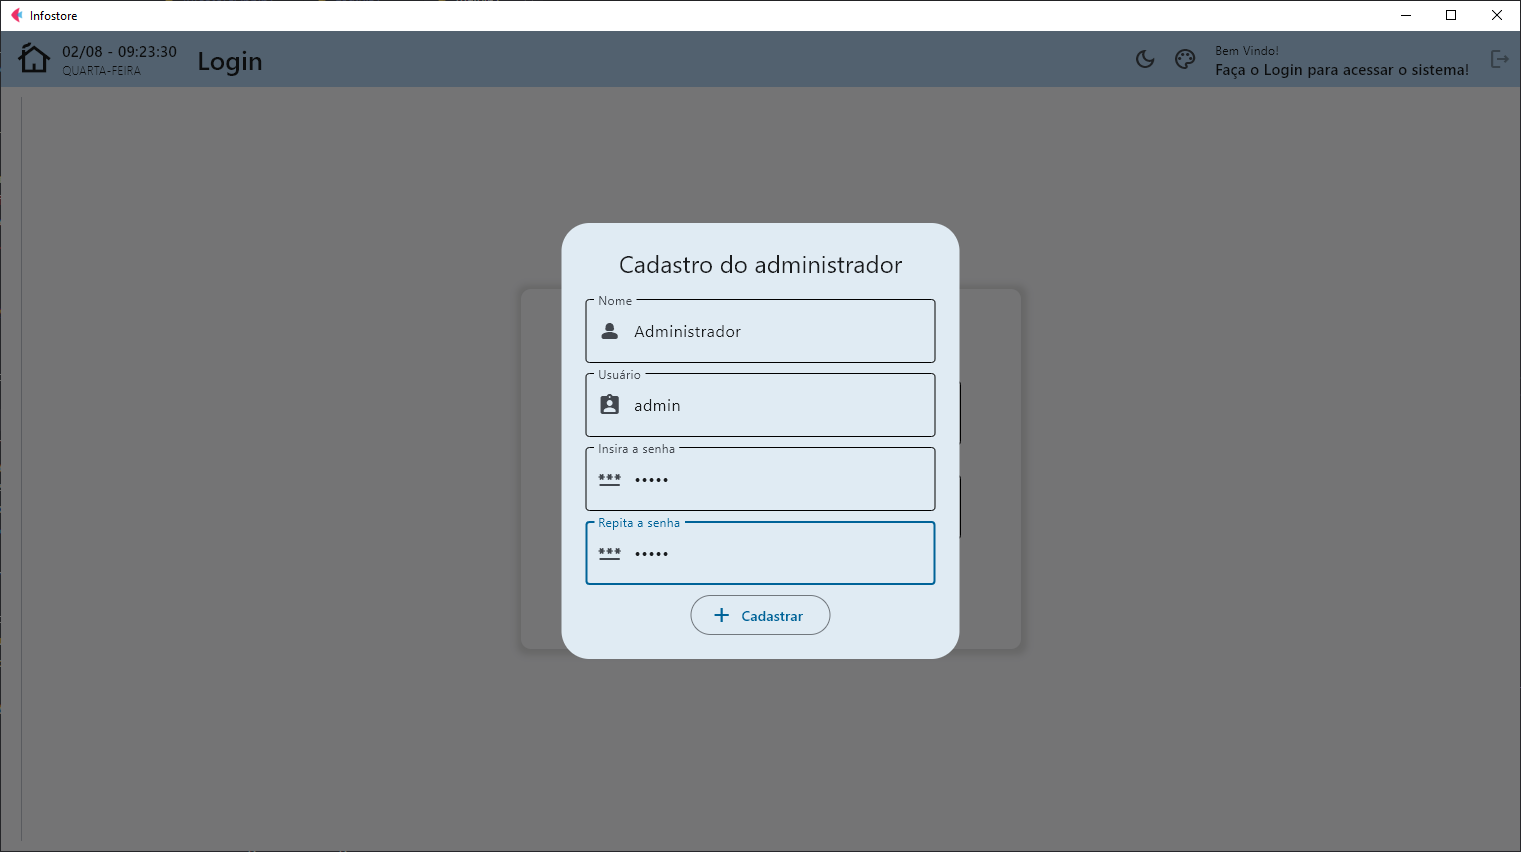 Infostore
02/08 - 09:23:30
QUARTA-FEIRA
Login
Bem Vindo!
Faça o Login para acessar o sistema!
Cadastro do administrador
Nome
Administrador
Usuário
admin
Insira a senha
•••••
Repita a senha
•••••
Cadastrar